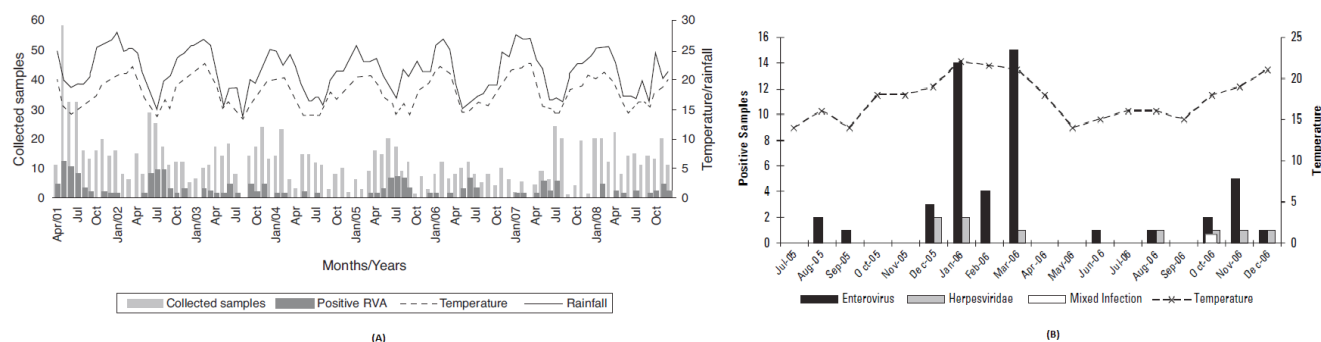 60
50
40
30
20
10
0
Collected samples
30
25
20
15
10
5
0
Temperature/rainfall
Apr/01
Jul
Oct
Jan/02
Apr
Jul
Oct
Jan/03
Apr
Jul
Oct
Jan/04
Apr
Jul
Oct
Jan/05
Apr
Jul
Oct
Jan/06
Apr
Jul
Oct
Jan/07
Apr
Jul
Oct
Jan/08
Apr
Jul
Oct
Months/Years
Collected samples Positive RVA Temperature Rainfall
(A)
16
14
12
10
8
6
4
2
0
Positive Samples
25
20
15
10
5
0
Temperature
Jul-05
Aug-05
Sep-05
Oct-05
Nov-05
Dec-05
Jan-06
Feb-06
Mar-06
Apr-06
May-06
Jun-06
Jul-06
Aug-06
Sep-06
Oct-06
Nov-06
Dec-06
Enterovirus Herpesviridae Mixed Infection Temperature
(B)